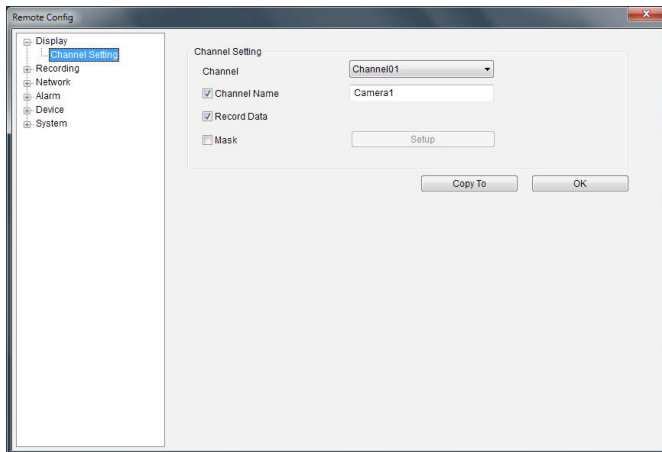 Remote Config
Display
Channel Setting
Recording
Network
Alarm
Device
System
Channel Setting
Channel Channel01
Channel Name Camera1
Record Data
Mask Setup
Copy To OK